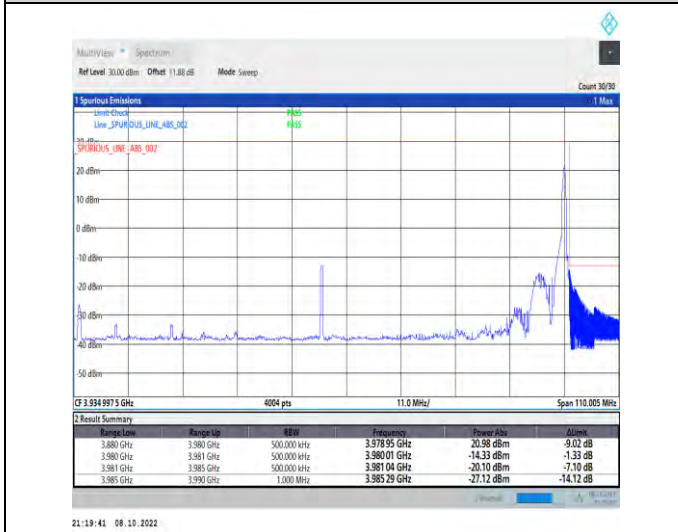 MultiView Spectrum
Ref Level 30.00 dBm Offset 11.88 dB Mode Sweep
Count 30/30
1 Spurious Emissions 1 Max
Limit Check PASS
Line _SPURIOUS_LINE_ABS_002 PASS
30 dBm
_SPURIOUS_LINE_ABS_002
20 dBm
10 dBm
0 dBm
-10 dBm
-20 dBm
-30 dBm
-40 dBm
-50 dBm
CF 3.934 997 5 GHz 4004 pts 11.0 MHz/ Span 110.005 MHz
2 Result Summary
Range Low Range Up RBW Frequency Power Abs ΔLimit
3.880 GHz 3.980 GHz 500.000 kHz 3.978 95 GHz 20.98 dBm -9.02 dB
3.980 GHz 3.981 GHz 500.000 kHz 3.980 01 GHz -14.33 dBm -1.33 dB
3.981 GHz 3.985 GHz 500.000 kHz 3.981 04 GHz -20.10 dBm -7.10 dB
3.985 GHz 3.990 GHz 1.000 MHz 3.985 29 GHz -27.12 dBm -14.12 dB
21:19:41 08.10.2022